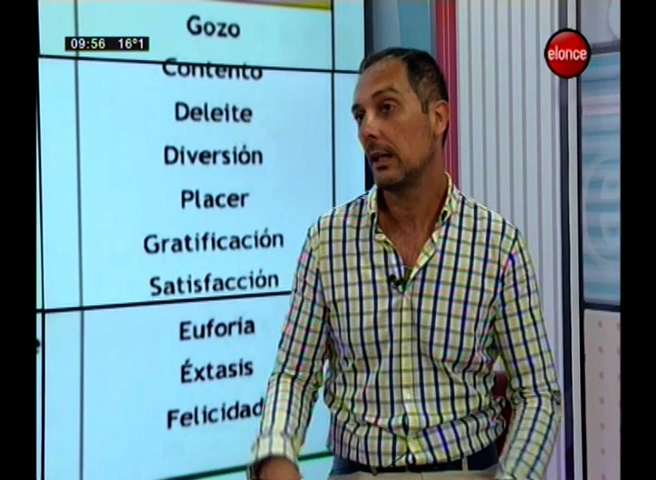 Gozo
09:56 16°1
elonce
Contento
Deleite
Diversión
Placer
Gratificación
Satisfacción
Euforia
Éxtasis
Felicidad